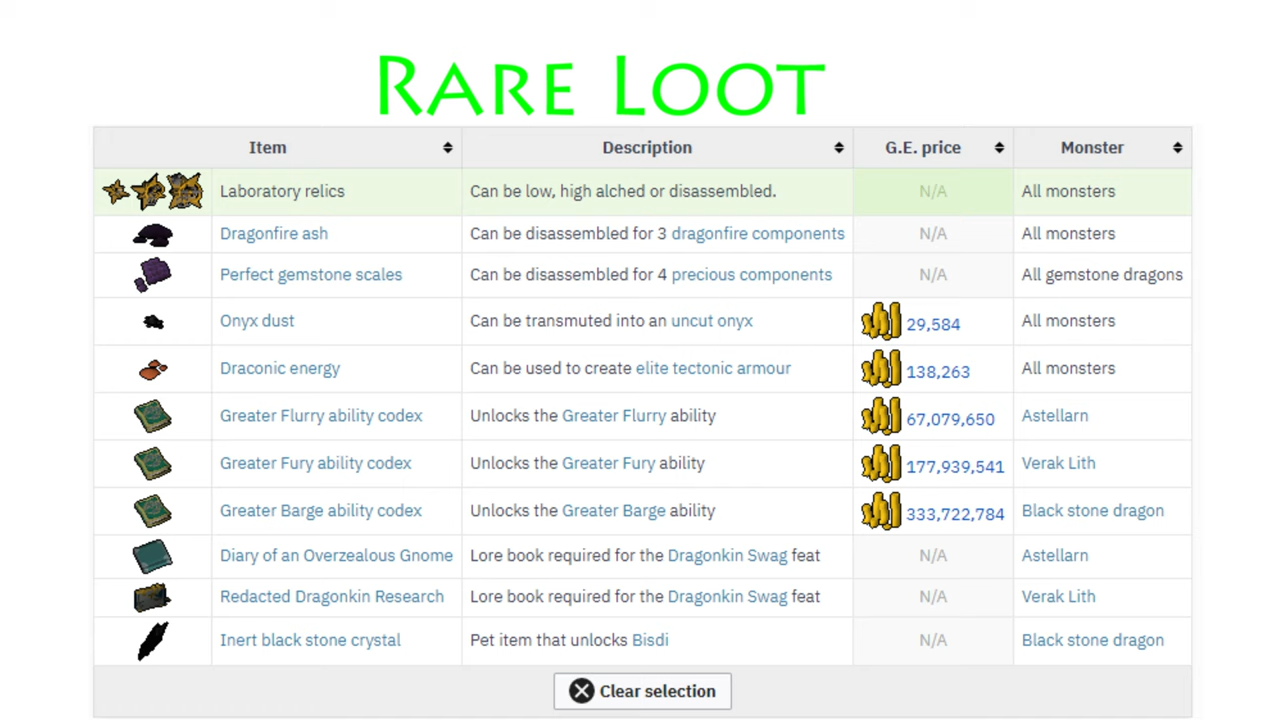 Rare Loot
Item Description G.E. price Monster
Laboratory relics Can be low, high alched or disassembled. N/A All monsters
Dragonfire ash Can be disassembled for 3 dragonfire components N/A All monsters
Perfect gemstone scales Can be disassembled for 4 precious components N/A All gemstone dragons
Onyx dust Can be transmuted into an uncut onyx 29,584 All monsters
Draconic energy Can be used to create elite tectonic armour 138,263 All monsters
Greater Flurry ability codex Unlocks the Greater Flurry ability 67,079,650 Astellarn
Greater Fury ability codex Unlocks the Greater Fury ability 177,939,541 Verak Lith
Greater Barge ability codex Unlocks the Greater Barge ability 333,722,784 Black stone dragon
Diary of an Overzealous Gnome Lore book required for the Dragonkin Swag feat N/A Astellarn
Redacted Dragonkin Research Lore book required for the Dragonkin Swag feat N/A Verak Lith
Inert black stone crystal Pet item that unlocks Bisdi N/A Black stone dragon
Clear selection